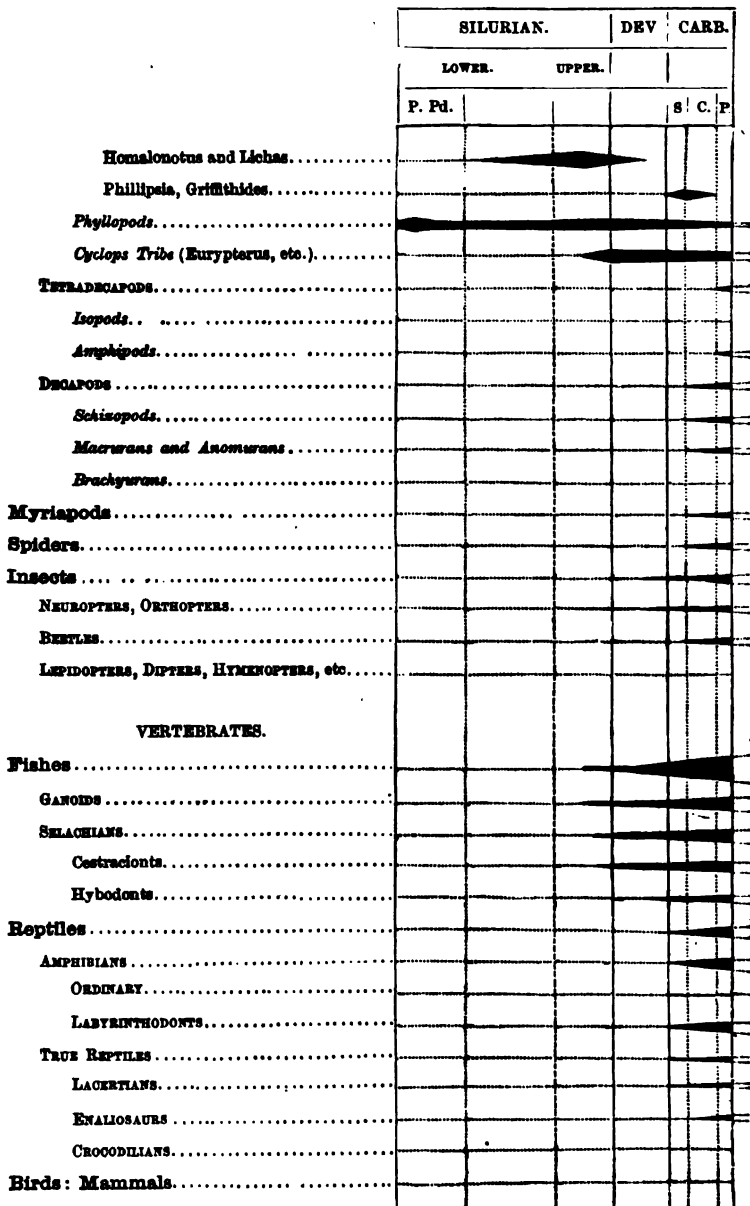 SILURIAN. DEV CARB.
LOWER. UPPER.
P. Pd. S C. P
Homalonotus and Lichas
Phillipsia, Griffithides
Phyllopods
Cyclops Tribe (Eurypterus, etc.)
TETRADECAPODS
Isopods
Amphipods
DECAPODS
Schizopods
Macrurans and Anomurans
Brachyurans
Myriapods
Spiders
Insects
NEUROPTERS, ORTHOPTERS
BEETLES
LEPIDOPTERS, DIPTERS, HYMENOPTERS, etc
VERTEBRATES.
Fishes
GANOIDS
SELACHIANS
Cestracionts
Hybodonts
Reptiles
AMPHIBIANS
ORDINARY
LABYRINTHODONTS
TRUE REPTILES
LACERTIANS
ENALIOSAURS
CROCODILIANS
Birds: Mammals